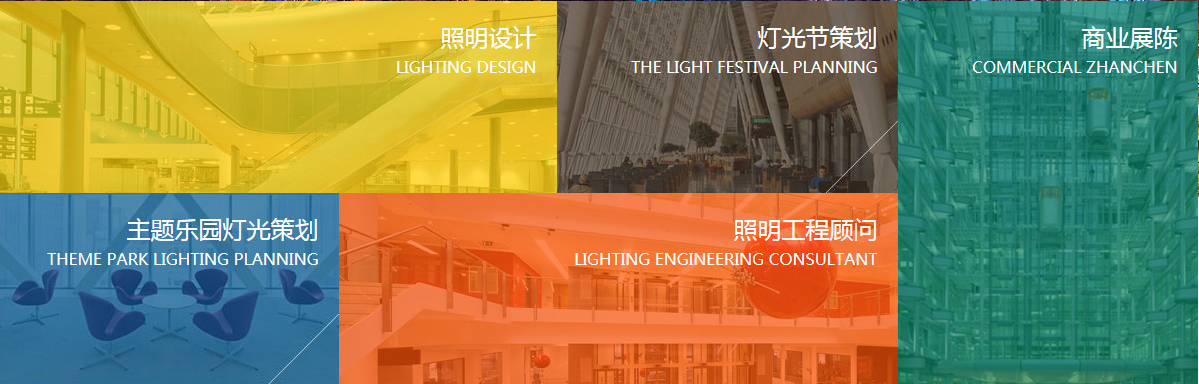 照明设计
LIGHTING DESIGN
灯光节策划
THE LIGHT FESTIVAL PLANNING
商业展陈
COMMERCIAL ZHANCHEN
主题乐园灯光策划
THEME PARK LIGHTING PLANNING
照明工程顾问
LIGHTING ENGINEERING CONSULTANT